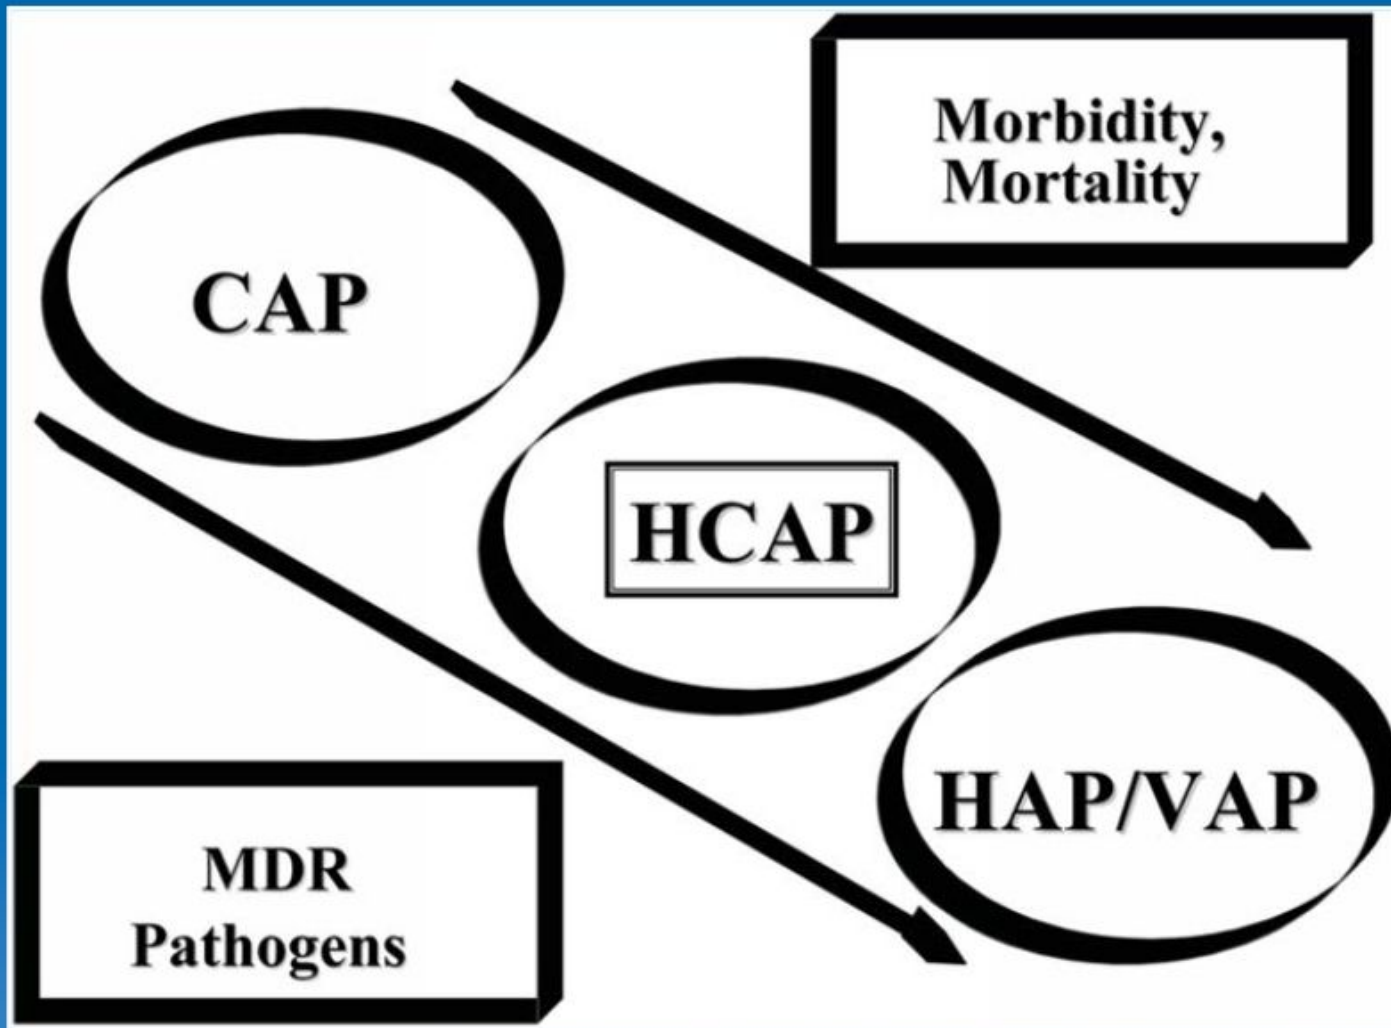 Morbidity,
Mortality
CAP
HCAP
HAP/VAP
MDR
Pathogens